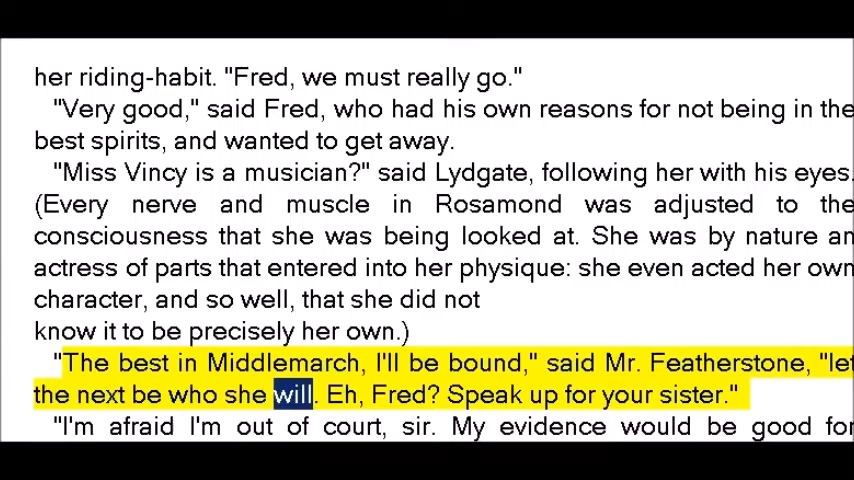 her riding-habit. "Fred, we must really go."
"Very good," said Fred, who had his own reasons for not being in the
best spirits, and wanted to get away.
"Miss Vincy is a musician?" said Lydgate, following her with his eyes.
(Every nerve and muscle in Rosamond was adjusted to the
consciousness that she was being looked at. She was by nature an
actress of parts that entered into her physique: she even acted her own
character, and so well, that she did not
know it to be precisely her own.)
"The best in Middlemarch, I'll be bound," said Mr. Featherstone, "let
the next be who she will. Eh, Fred? Speak up for your sister."
"I'm afraid I'm out of court, sir. My evidence would be good for